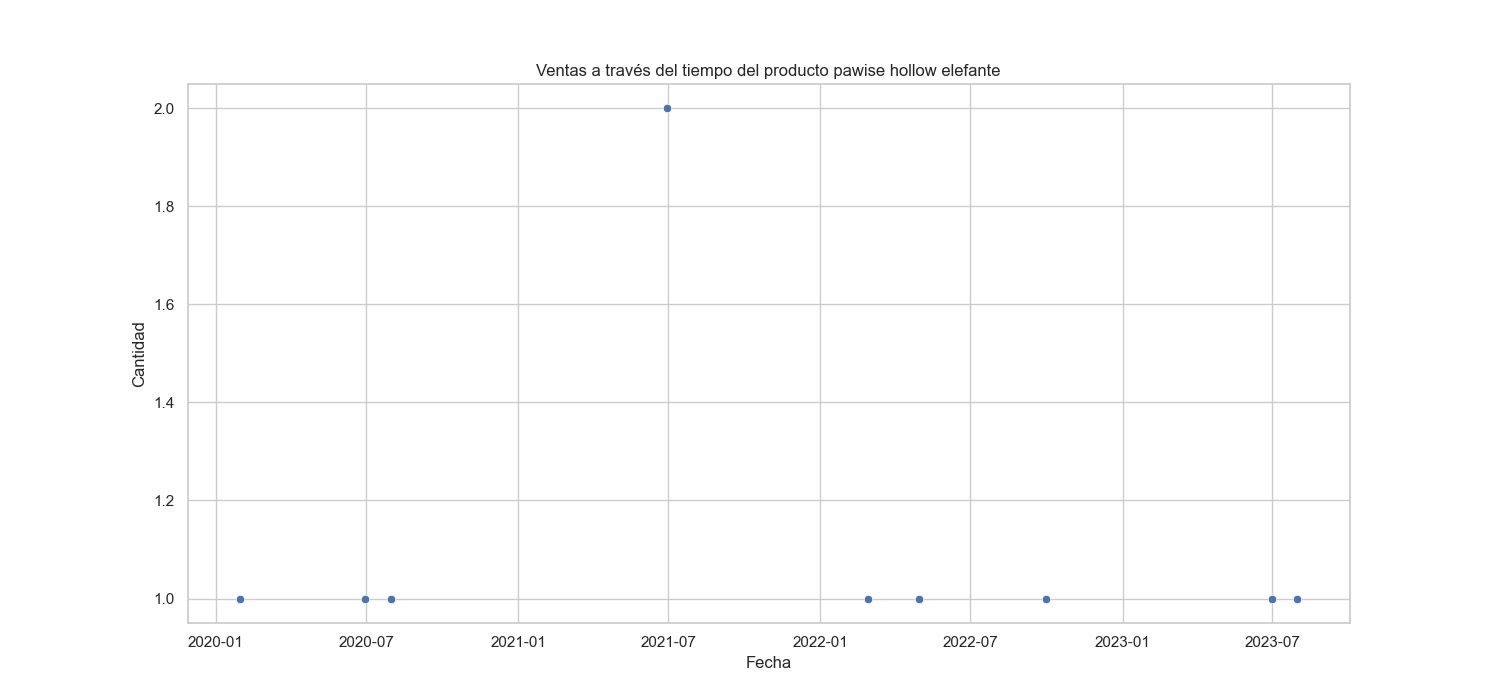 Ventas a través del tiempo del producto pawise hollow elefante
2.0
1.8
1.6
1.4
1.2
1.0
Cantidad
2020-01 2020-07 2021-01 2021-07 2022-01 2022-07 2023-01 2023-07
Fecha